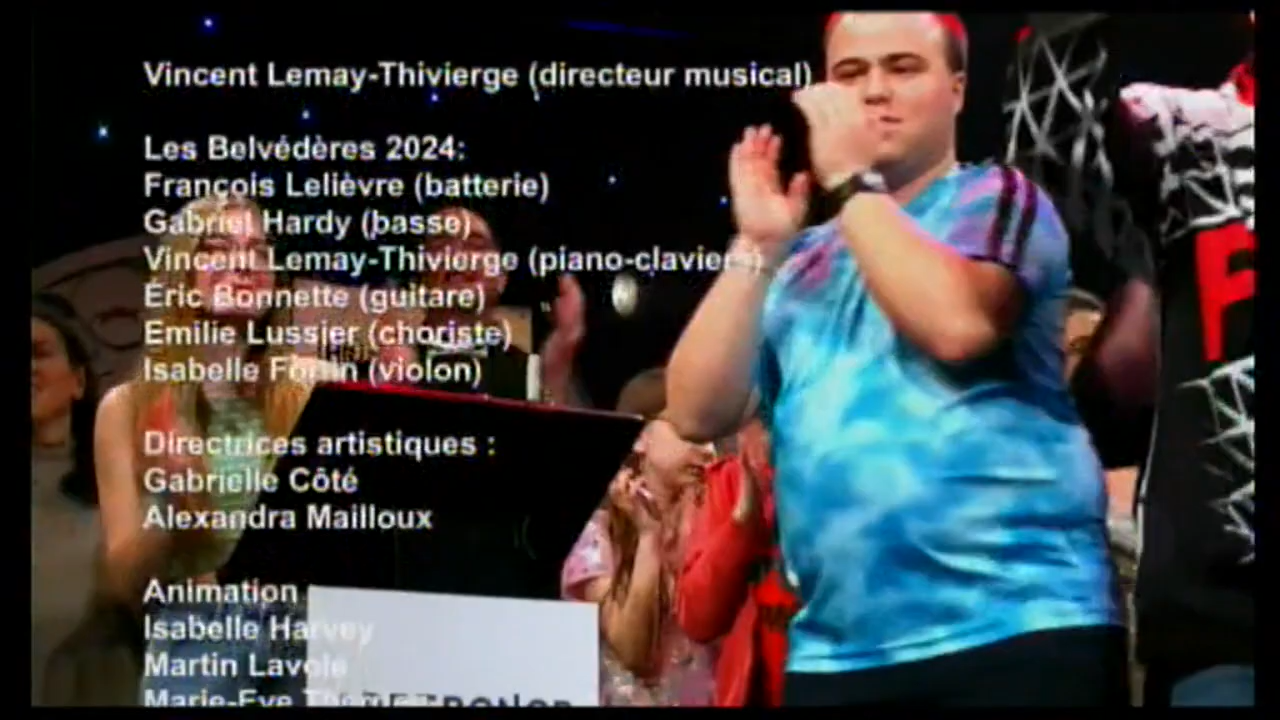 Vincent Lemay-Thivierge (directeur musical)
Les Belvédères 2024:
François Lelièvre (batterie)
Gabriel Hardy (basse)
Vincent Lemay-Thivierge (piano-claviers)
Éric Bonnette (guitare)
Emilie Lussier (choriste)
Isabelle Fortin (violon)
Directrices artistiques :
Gabrielle Côté
Alexandra Mailloux
Animation :
Isabelle Harvey
Martin Lavoie
Marie-Eve